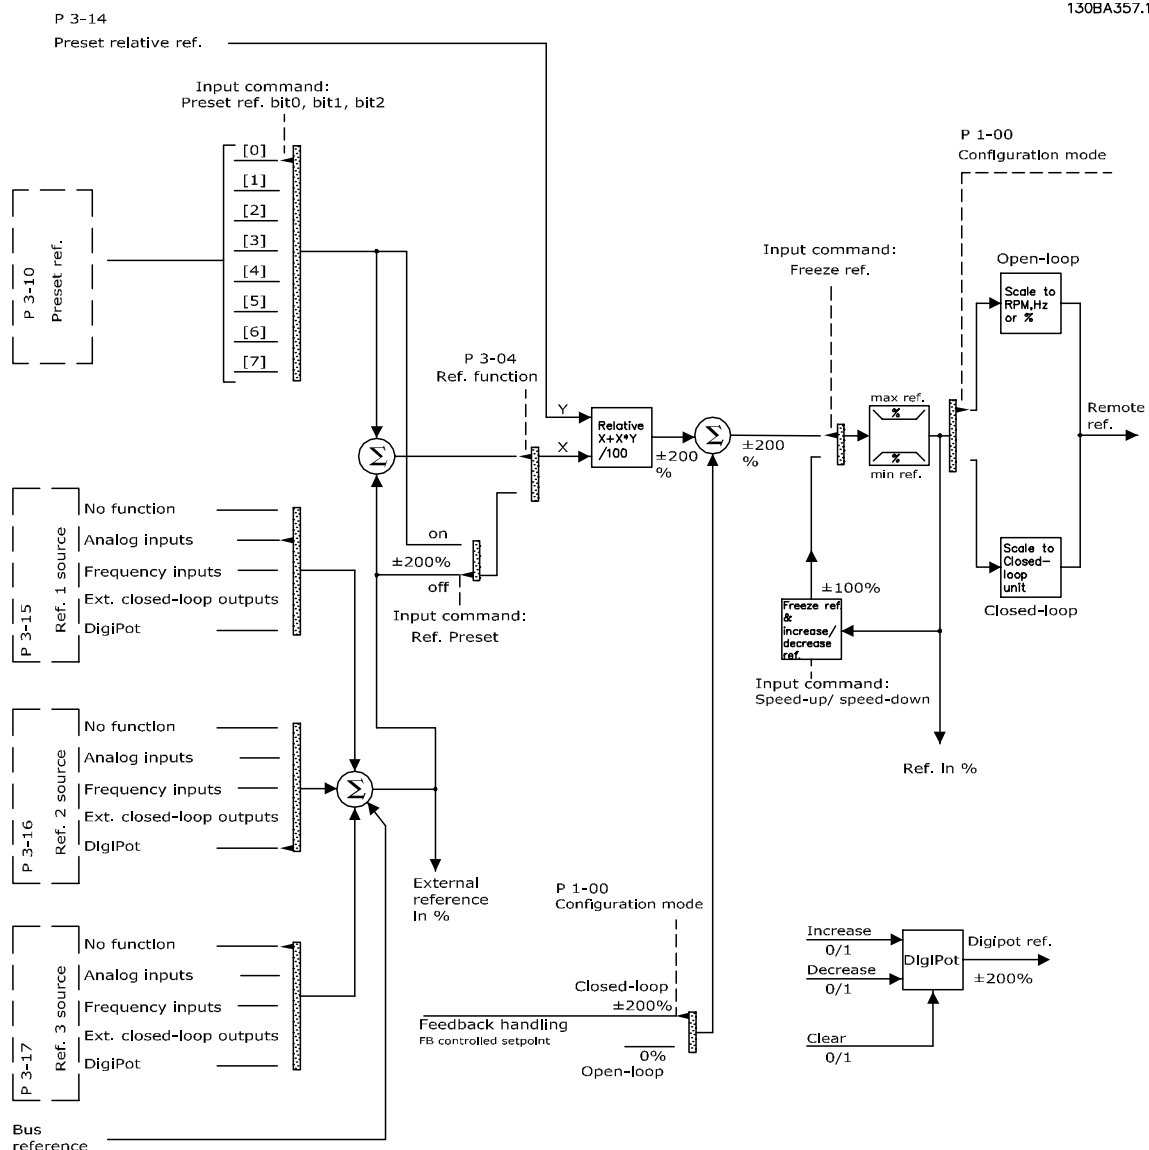 130BA357.1
P 3-14
Preset relative ref.
Input command:
Preset ref. bit0, bit1, bit2
P 1-00
Configuration mode
[0]
[1]
[2]
[3]
[4]
[5]
[6]
[7]
P 3-10
Preset ref.
Input command:
Freeze ref.
Open-loop
Scale to
RPM,Hz
or %
P 3-04
Ref. function
Y
X
Relative
X+X*Y
/100
±200
%
Σ
±200
%
max ref.
%
%
min ref.
Remote
ref.
Σ
on
±200%
off
Input command:
Ref. Preset
P 3-15
Ref. 1 source
No function
Analog inputs
Frequency inputs
Ext. closed-loop outputs
DigiPot
Scale to
Closed-
loop
unit
Closed-loop
±100%
Freeze ref.
&
increase/
decrease
ref.
Input command:
Speed-up/ speed-down
Ref. In %
P 3-16
Ref. 2 source
No function
Analog inputs
Frequency inputs
Ext. closed-loop outputs
DigiPot
Σ
External
reference
In %
P 1-00
Configuration mode
Closed-loop
±200%
Feedback handling
FB controlled setpoint
0%
Open-loop
Increase
0/1
Decrease
0/1
Clear
0/1
DigiPot
Digipot ref.
±200%
P 3-17
Ref. 3 source
No function
Analog inputs
Frequency inputs
Ext. closed-loop outputs
DigiPot
Bus
reference